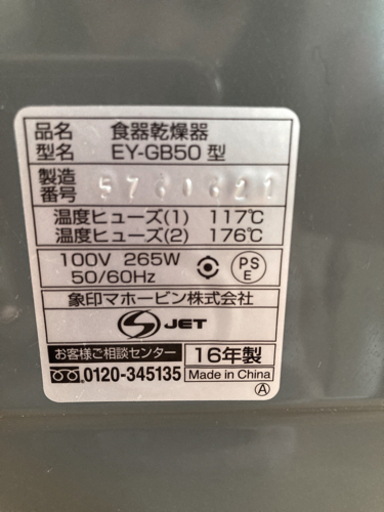 品名 食器乾燥器
型名 EY-GB50 型
製造番号 5760621
温度ヒューズ(1) 117℃
温度ヒューズ(2) 176℃
100V 265W
50/60Hz
PS E
象印マホービン株式会社
S JET
お客様ご相談センター
0120-345135
16年製
Made in China
A